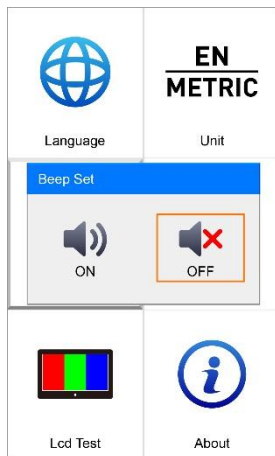 EN
METRIC
Language
Unit
Beep Set
ON
OFF
Lcd Test
About